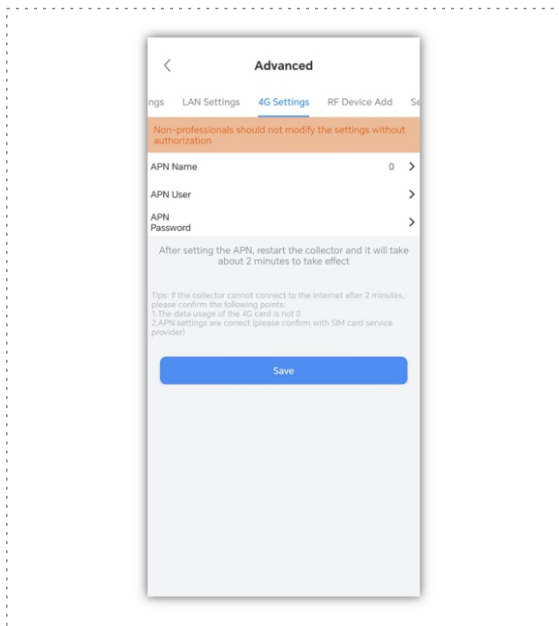 Advanced
ngs LAN Settings 4G Settings RF Device Add Se
Non-professionals should not modify the settings without
authorization
APN Name 0
APN User
APN
Password
After setting the APN, restart the collector and it will take
about 2 minutes to take effect
Tips: If the collector cannot connect to the internet after 2 minutes,
please confirm the following points:
1.The data usage of the 4G card is not 0
2.APN settings are correct (please confirm with SIM card service
provider)
Save